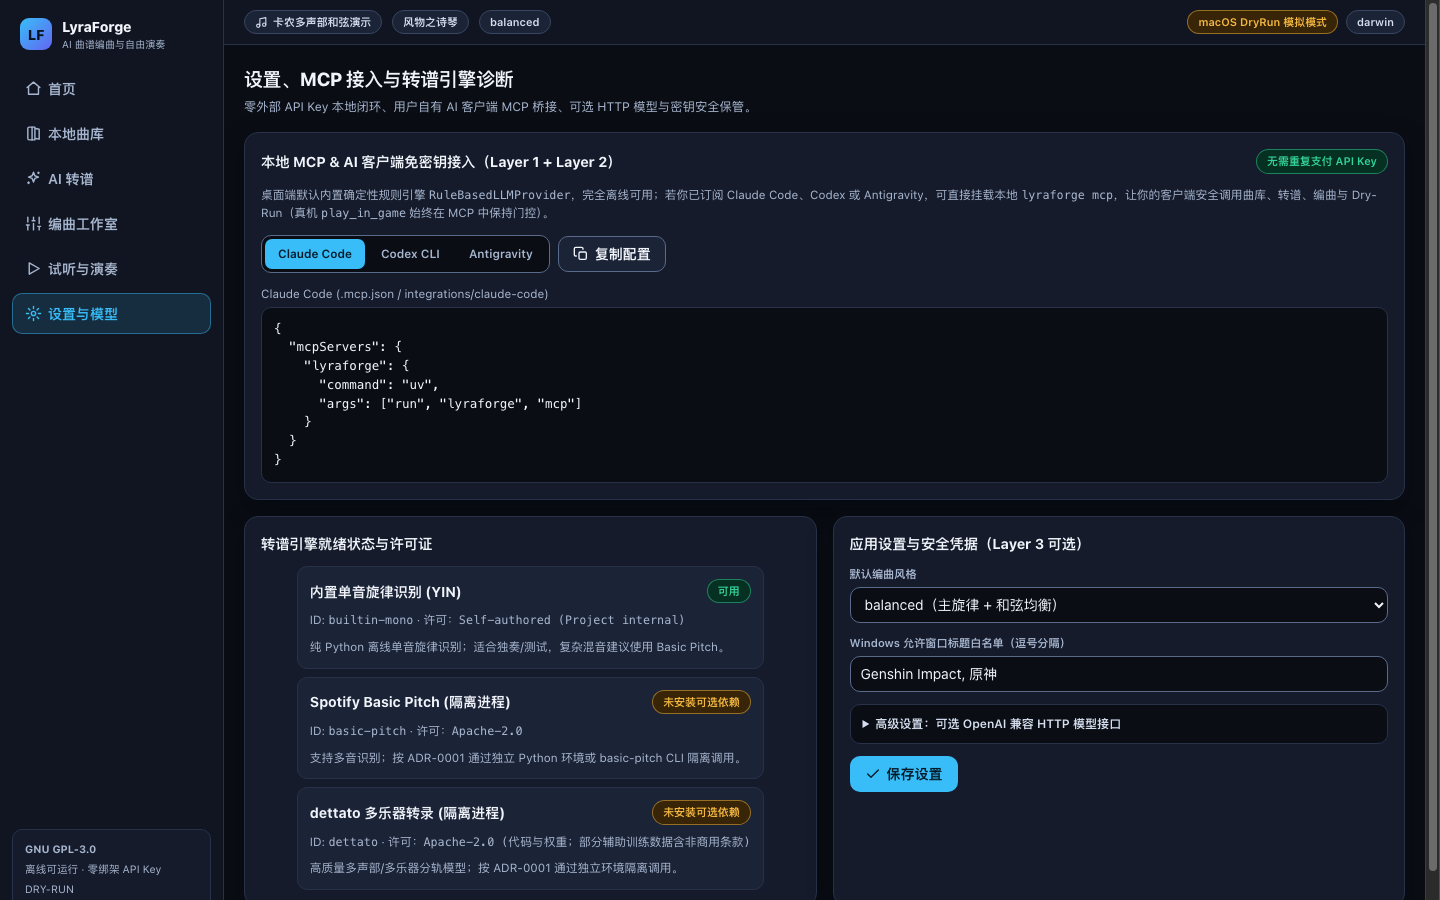 LF
LyraForge
AI 曲谱编曲与自由演奏
首页
本地曲库
AI 转谱
编曲工作室
试听与演奏
设置与模型
GNU GPL-3.0
离线可运行 · 零绑架 API Key
DRY-RUN
卡农多声部和弦演示
风物之诗琴
balanced
macOS DryRun 模拟模式
darwin
设置、MCP 接入与转谱引擎诊断
零外部 API Key 本地闭环、用户自有 AI 客户端 MCP 桥接、可选 HTTP 模型与密钥安全保管。
本地 MCP & AI 客户端免密钥接入（Layer 1 + Layer 2）
无需重复支付 API Key
桌面端默认内置确定性规则引擎 RuleBasedLLMProvider，完全离线可用；若你已订阅 Claude Code、Codex 或 Antigravity，可直接挂载本地 lyraforge mcp，让你的客户端安全调用曲库、转谱、编曲与 Dry-
Run（真机 play_in_game 始终在 MCP 中保持门控）。
Claude Code
Codex CLI
Antigravity
复制配置
Claude Code (.mcp.json / integrations/claude-code)
{
"mcpServers": {
"lyraforge": {
"command": "uv",
"args": ["run", "lyraforge", "mcp"]
}
}
}
转谱引擎就绪状态与许可证
内置单音旋律识别 (YIN)
可用
ID: builtin-mono · 许可：Self-authored (Project internal)
纯 Python 离线单音旋律识别；适合独奏/测试，复杂混音建议使用 Basic Pitch。
Spotify Basic Pitch (隔离进程)
未安装可选依赖
ID: basic-pitch · 许可：Apache-2.0
支持多音识别；按 ADR-0001 通过独立 Python 环境或 basic-pitch CLI 隔离调用。
dettato 多乐器转录 (隔离进程)
未安装可选依赖
ID: dettato · 许可：Apache-2.0 (代码与权重；部分辅助训练数据含非商用条款)
高质量多声部/多乐器分轨模型；按 ADR-0001 通过独立环境隔离调用。
应用设置与安全凭据（Layer 3 可选）
默认编曲风格
balanced（主旋律 + 和弦均衡）
Windows 允许窗口标题白名单（逗号分隔）
Genshin Impact, 原神
高级设置：可选 OpenAI 兼容 HTTP 模型接口
保存设置